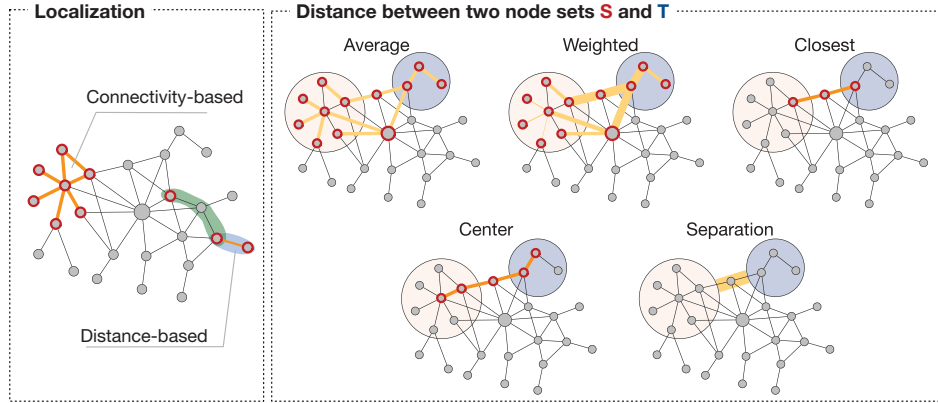 Localization
Connectivity-based
Distance-based
Distance between two node sets S and T
Average
Weighted
Closest
Center
Separation